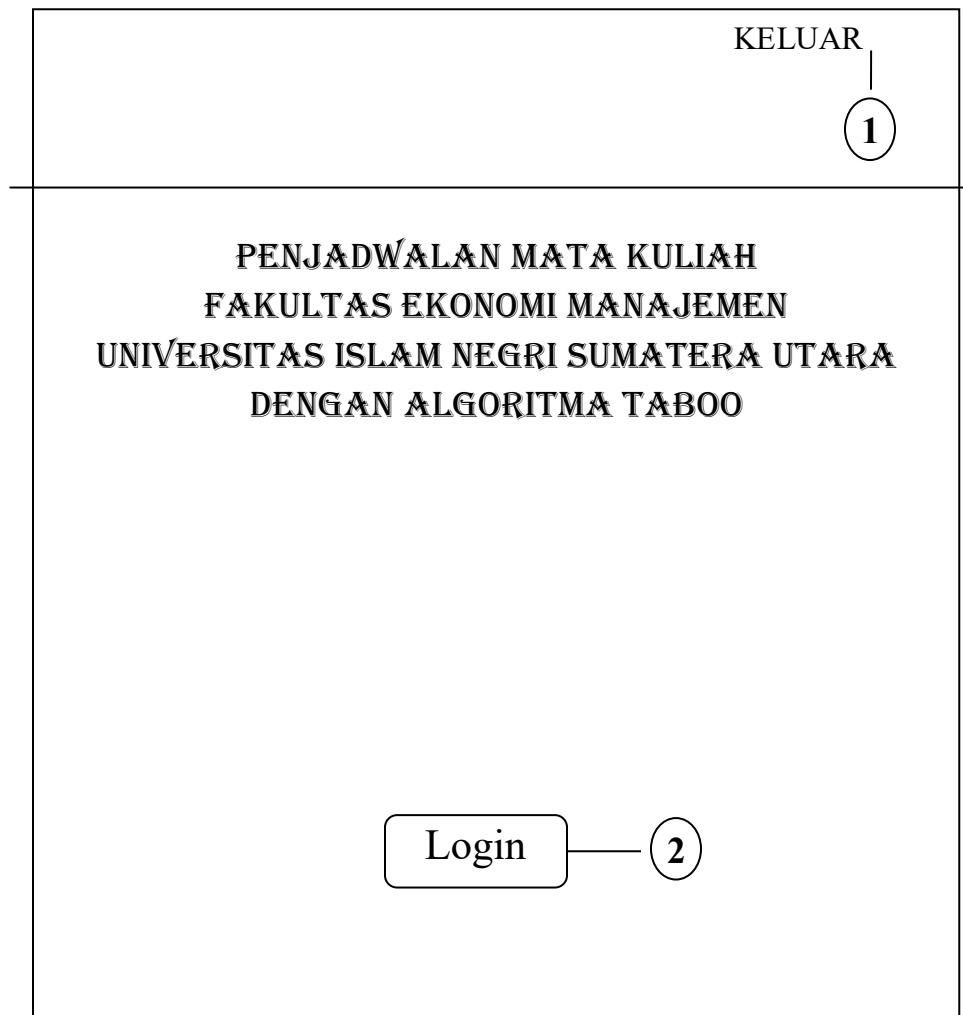 KELUAR
1
PENJADWALAN MATA KULIAH
FAKULTAS EKONOMI MANAJEMEN
UNIVERSITAS ISLAM NEGRI SUMATERA UTARA
DENGAN ALGORITMA TABOO
Login
2